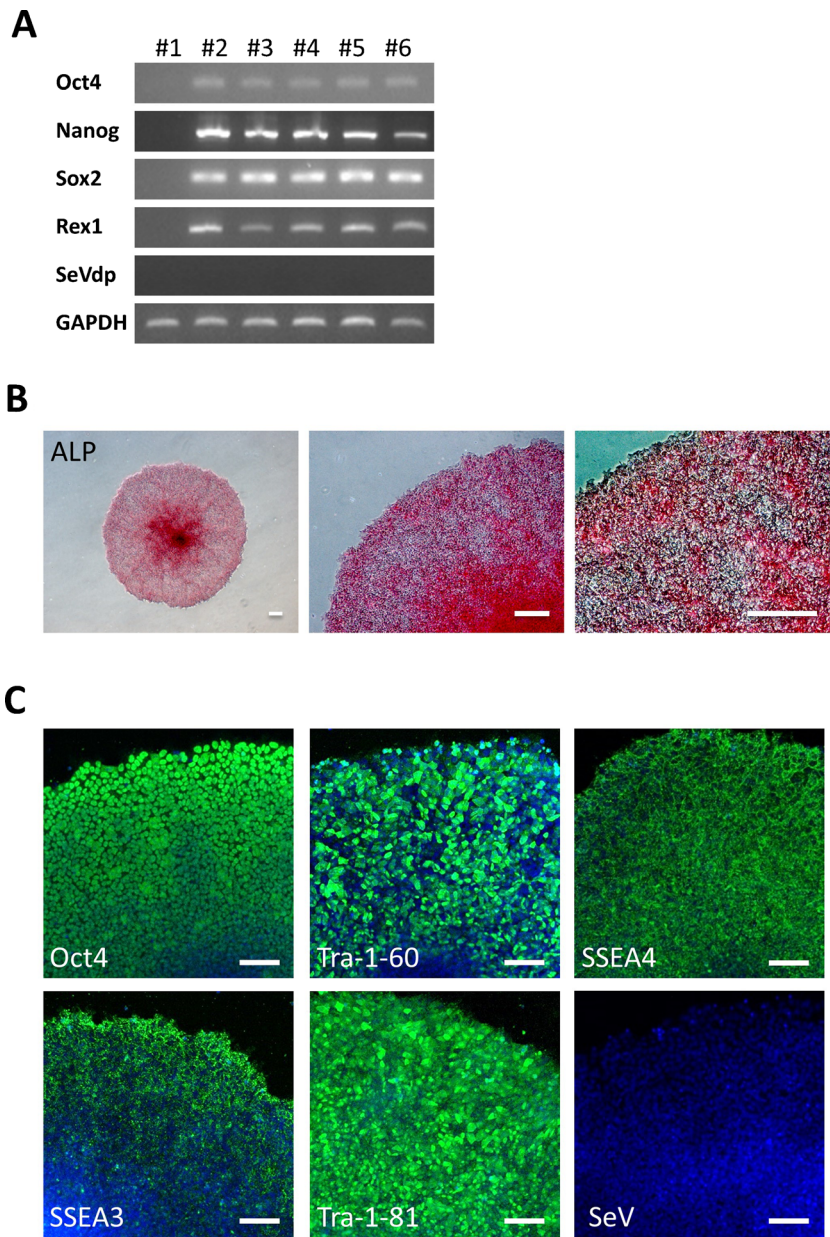 A
#1 #2 #3 #4 #5 #6
Oct4
Nanog
Sox2
Rex1
SeVdp
GAPDH
B
ALP
C
Oct4
Tra-1-60
SSEA4
SSEA3
Tra-1-81
SeV